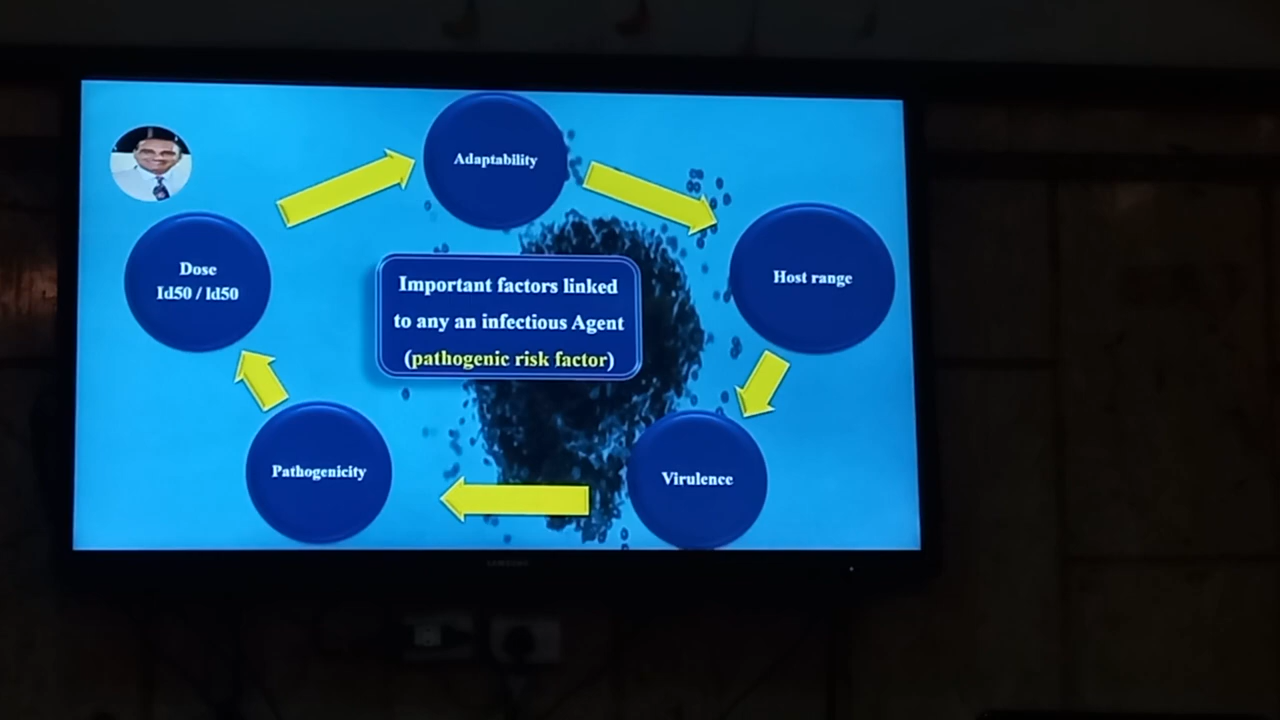 Adaptability
Host range
Virulence
Pathogenicity
Dose
Id50 / ld50
Important factors linked
to any an infectious Agent
(pathogenic risk factor)
SAMSUNG